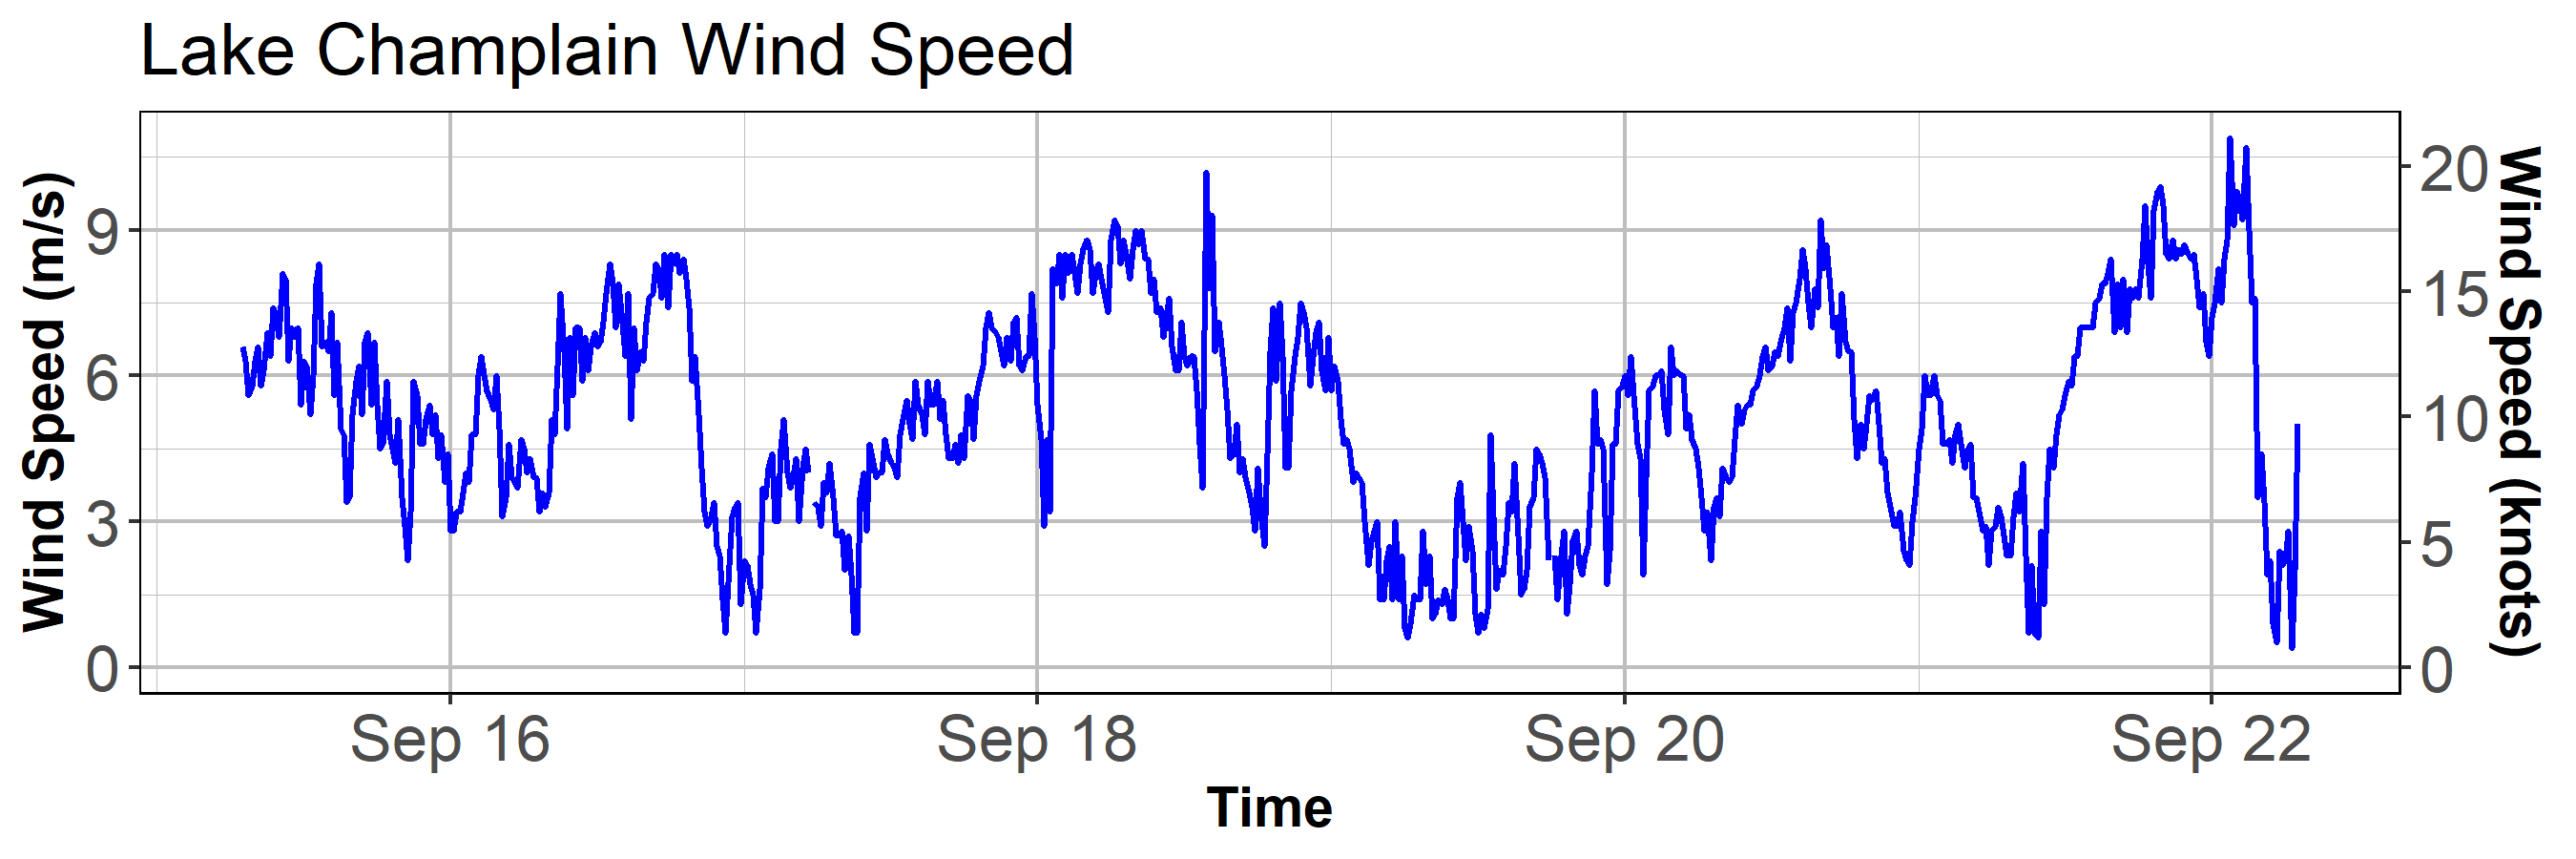 Lake Champlain Wind Speed
Wind Speed (m/s)
9
6
3
0
20
15
10
5
0
Wind Speed (knots)
Sep 16
Sep 18
Sep 20
Sep 22
Time